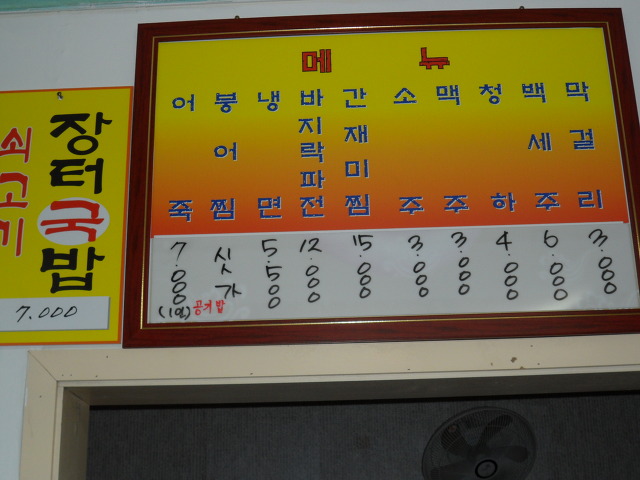 메뉴
어죽
붕어찜
냉면
바지락파전
간재미찜
소주
맥주
청하
백세주
막걸리
7.000
싯가
5.500
12.000
15.000
3.000
3.000
4.000
6.000
3.000
(1인)
공기밥
쇠고기
장터국밥
7.000